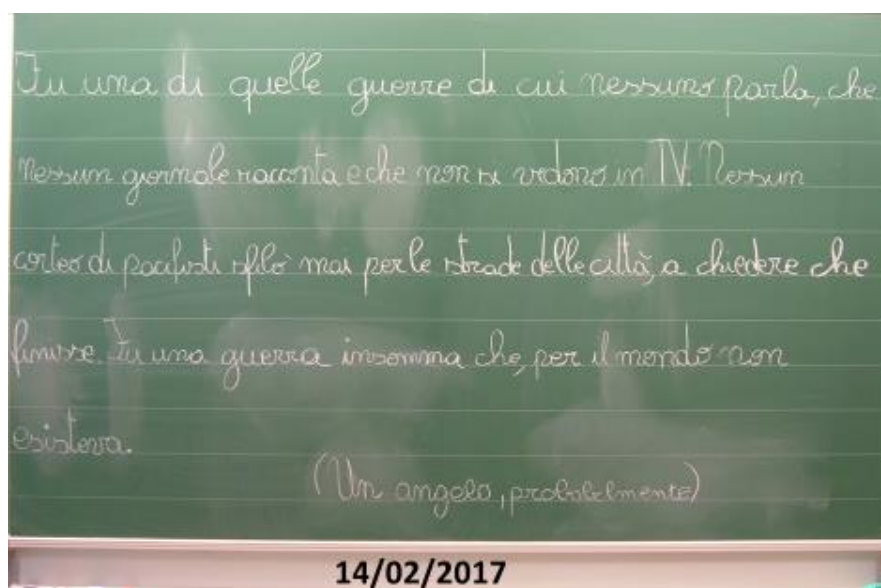 Fu una di quelle guerre di cui nessuno parla, che
nessun giornale racconta e che non si vedono in TV. Nessun
corteo di pacifisti sfilò mai per le strade delle città, a chiedere che
finisse. Fu una guerra insomma che, per il mondo non
esisteva.
(Un angelo, probabilmente)
14/02/2017